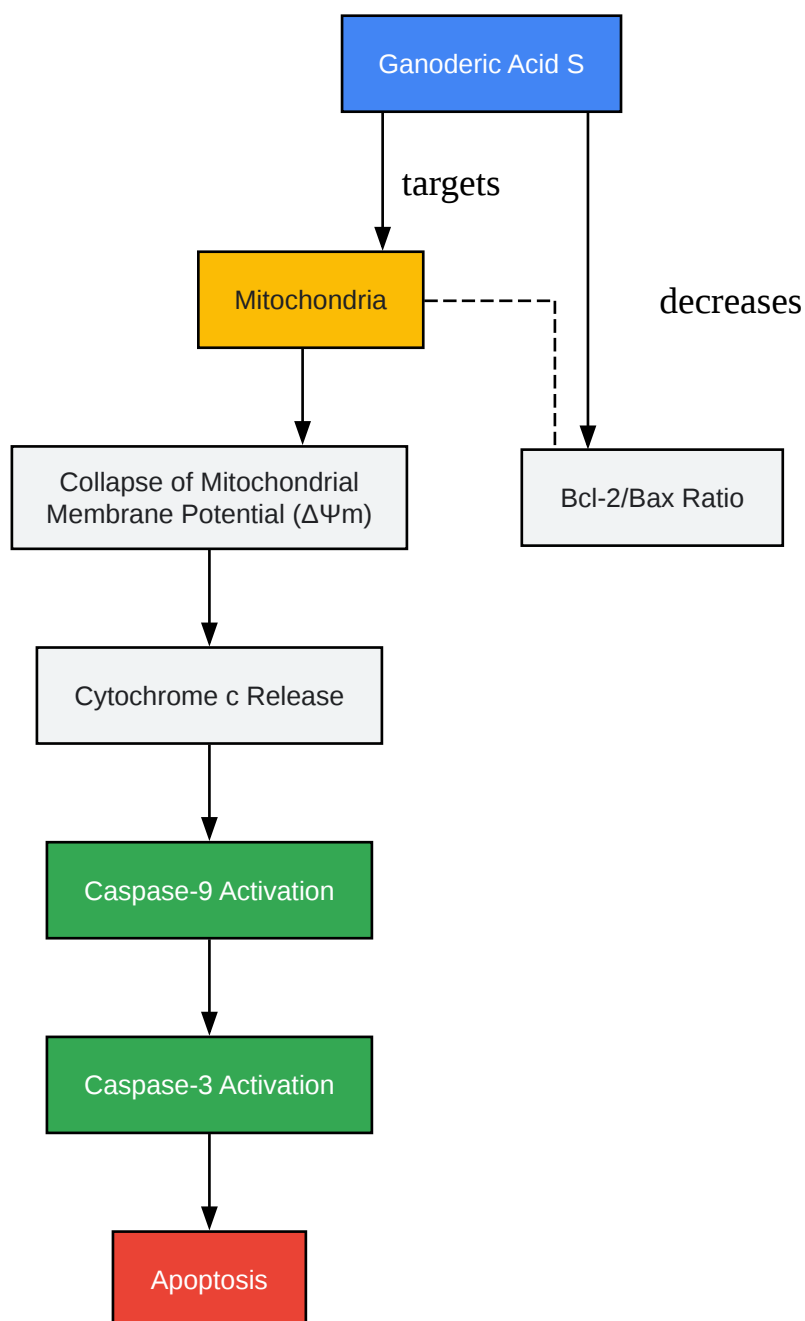 Ganoderic Acid S
targets
Mitochondria
decreases
Collapse of Mitochondrial
Membrane Potential (ΔΨm)
Bcl-2/Bax Ratio
Cytochrome c Release
Caspase-9 Activation
Caspase-3 Activation
Apoptosis